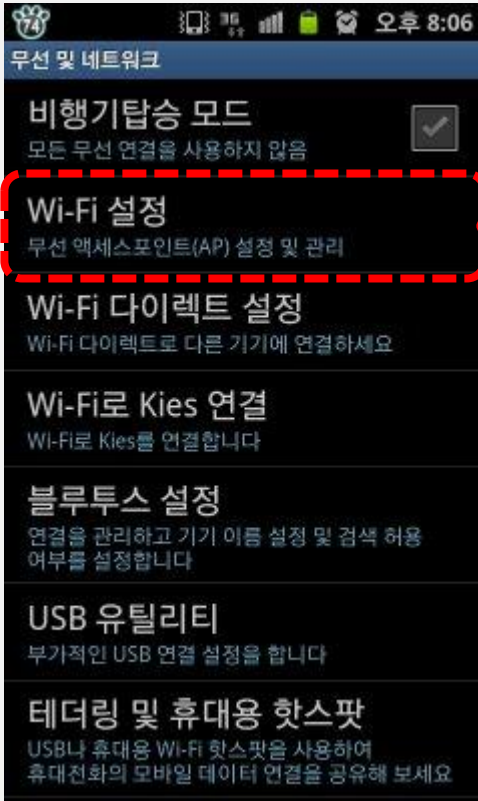 74 3G 오후 8:06
무선 및 네트워크
비행기탑승 모드
모든 무선 연결을 사용하지 않음
Wi-Fi 설정
무선 액세스포인트(AP) 설정 및 관리
Wi-Fi 다이렉트 설정
Wi-Fi 다이렉트로 다른 기기에 연결하세요
Wi-Fi로 Kies 연결
Wi-Fi로 Kies를 연결합니다
블루투스 설정
연결을 관리하고 기기 이름 설정 및 검색 허용
여부를 설정합니다
USB 유틸리티
부가적인 USB 연결 설정을 합니다
테더링 및 휴대용 핫스팟
USB나 휴대용 Wi-Fi 핫스팟을 사용하여
휴대전화의 모바일 데이터 연결을 공유해 보세요